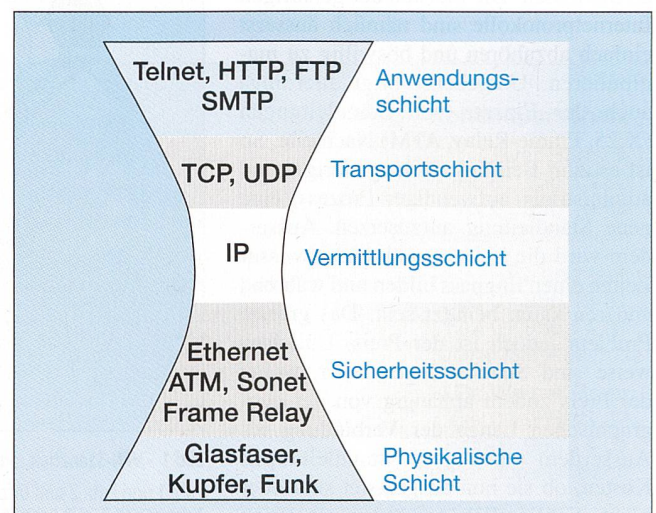 Telnet, HTTP, FTP
SMTP
Anwendungs-
schicht
TCP, UDP
Transportschicht
IP
Vermittlungsschicht
Ethernet
ATM, Sonet
Frame Relay
Sicherheitsschicht
Glasfaser,
Kupfer, Funk
Physikalische
Schicht